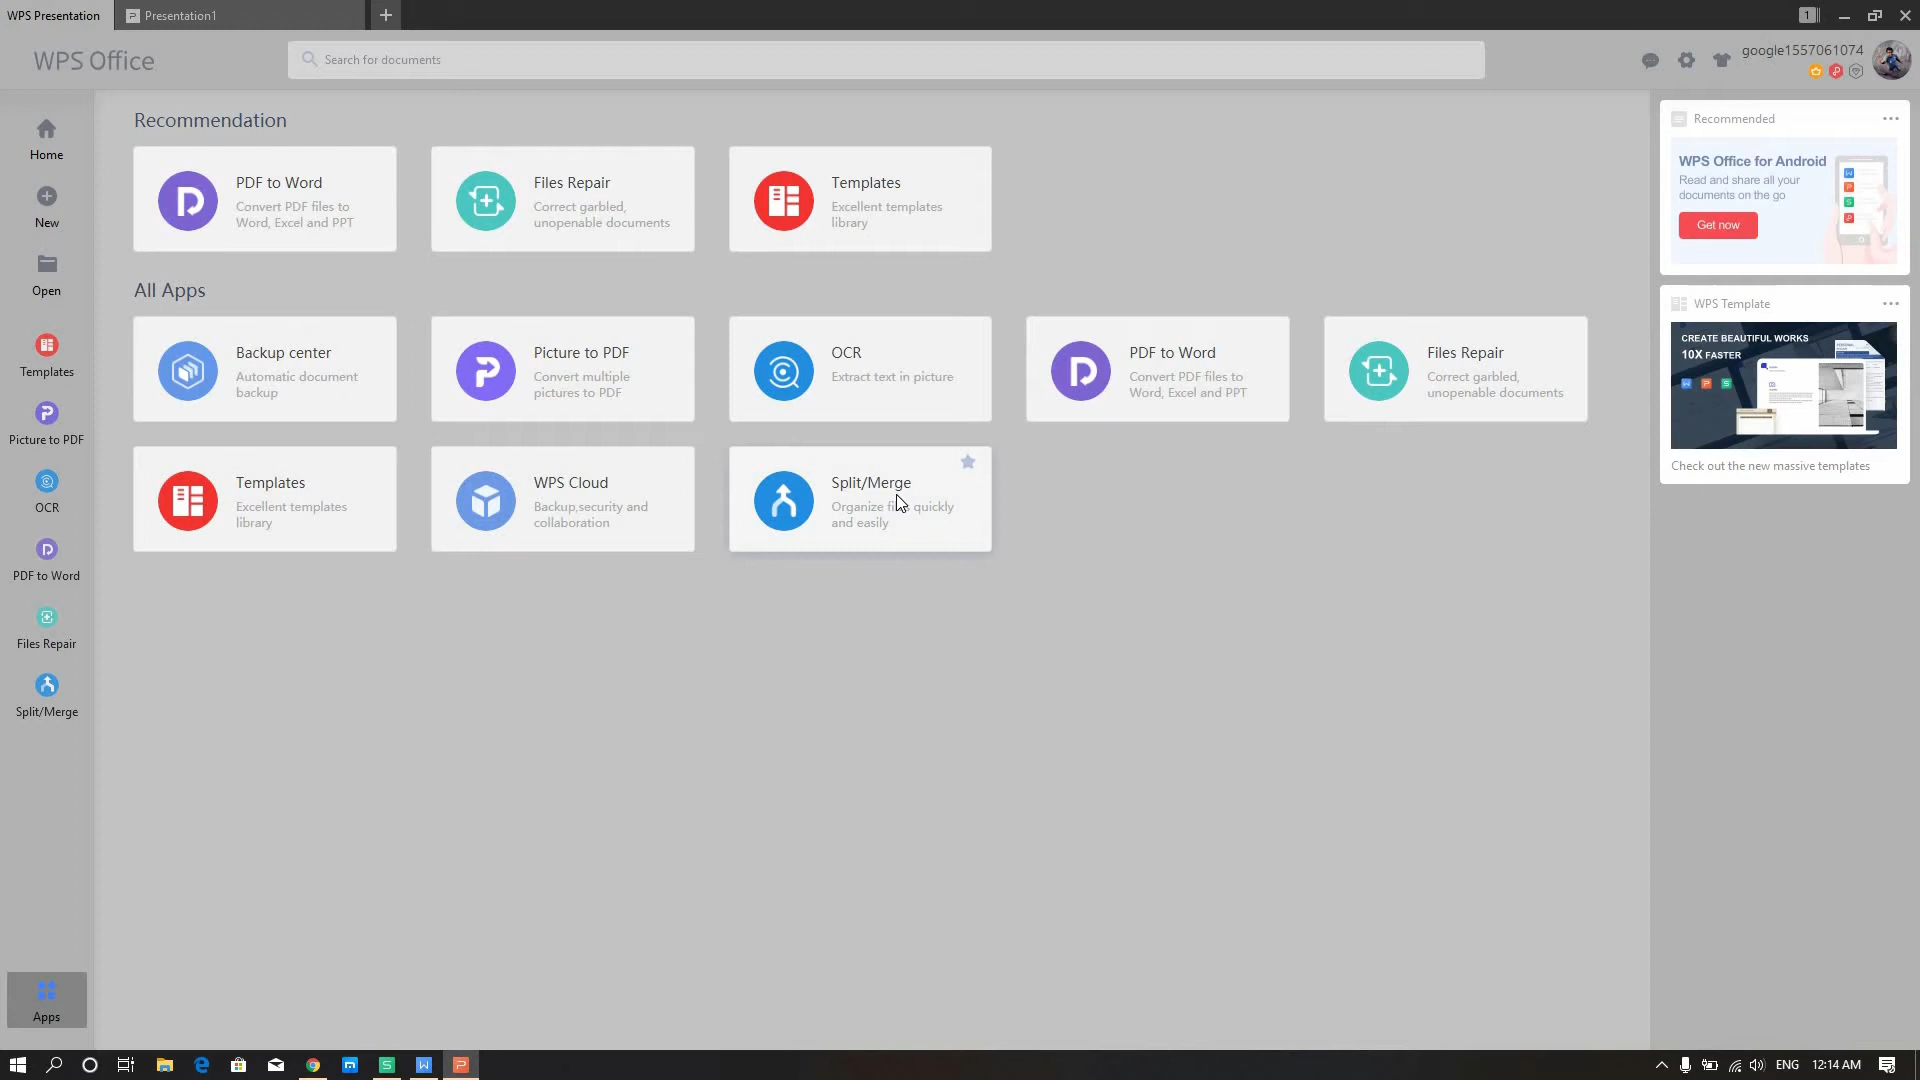 WPS Presentation
Presentation1
1
WPS Office
Search for documents
google1557061074
Home
New
Open
Templates
Picture to PDF
OCR
PDF to Word
Files Repair
Split/Merge
Apps
Recommendation
PDF to Word
Convert PDF files to
Word, Excel and PPT
Files Repair
Correct garbled,
unopenable documents
Templates
Excellent templates
library
All Apps
Backup center
Automatic document
backup
Picture to PDF
Convert multiple
pictures to PDF
OCR
Extract text in picture
PDF to Word
Convert PDF files to
Word, Excel and PPT
Files Repair
Correct garbled,
unopenable documents
Templates
Excellent templates
library
WPS Cloud
Backup,security and
collaboration
Split/Merge
Organize files quickly
and easily
Recommended
WPS Office for Android
Read and share all your
documents on the go
Get now
WPS Template
CREATE BEAUTIFUL WORKS
10X FASTER
Check out the new massive templates
ENG
12:14 AM